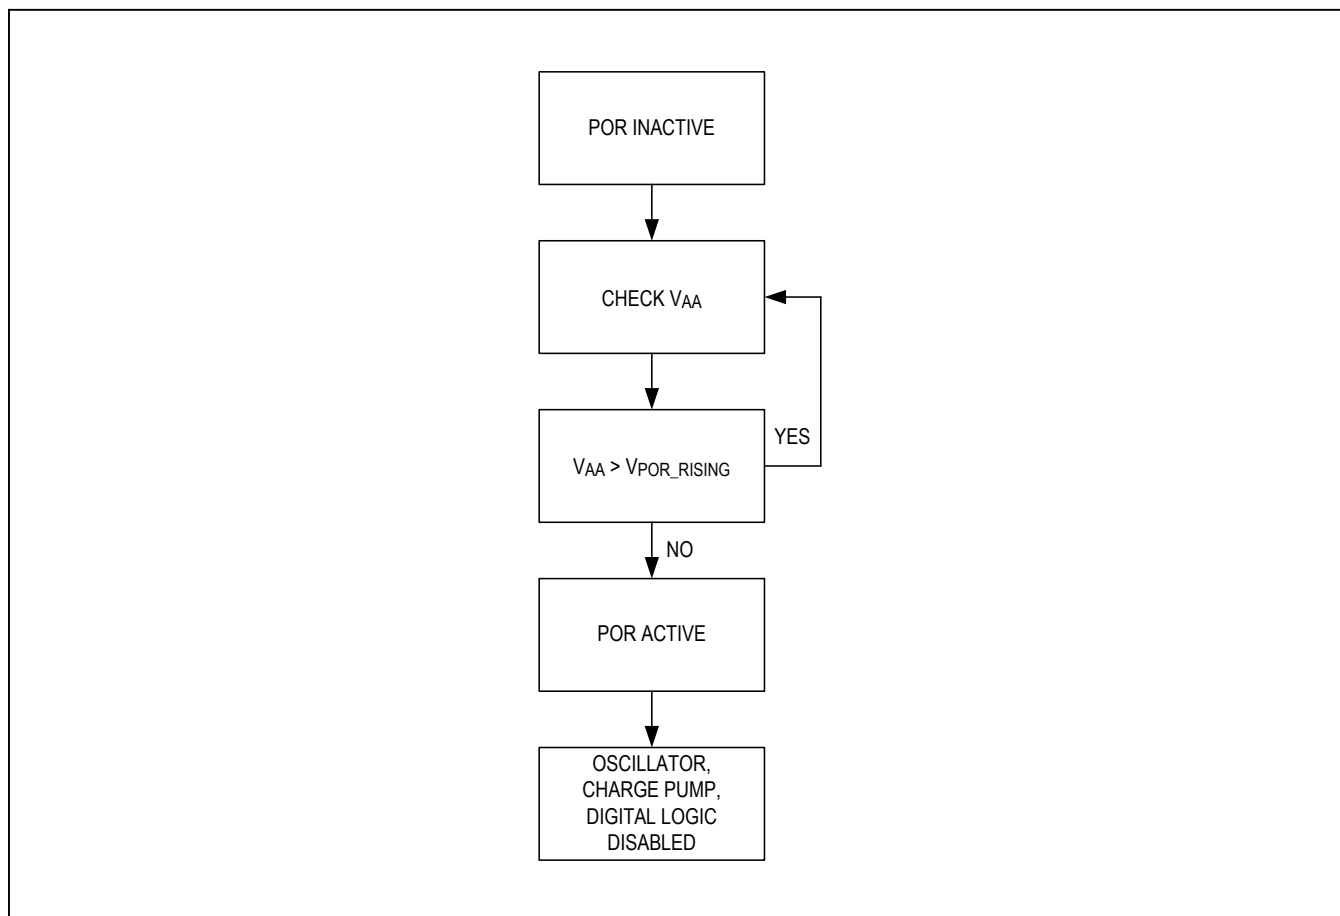 POR INACTIVE
CHECK VAA
YES
VAA > VPOR_RISING
NO
POR ACTIVE
OSCILLATOR,
CHARGE PUMP,
DIGITAL LOGIC
DISABLED